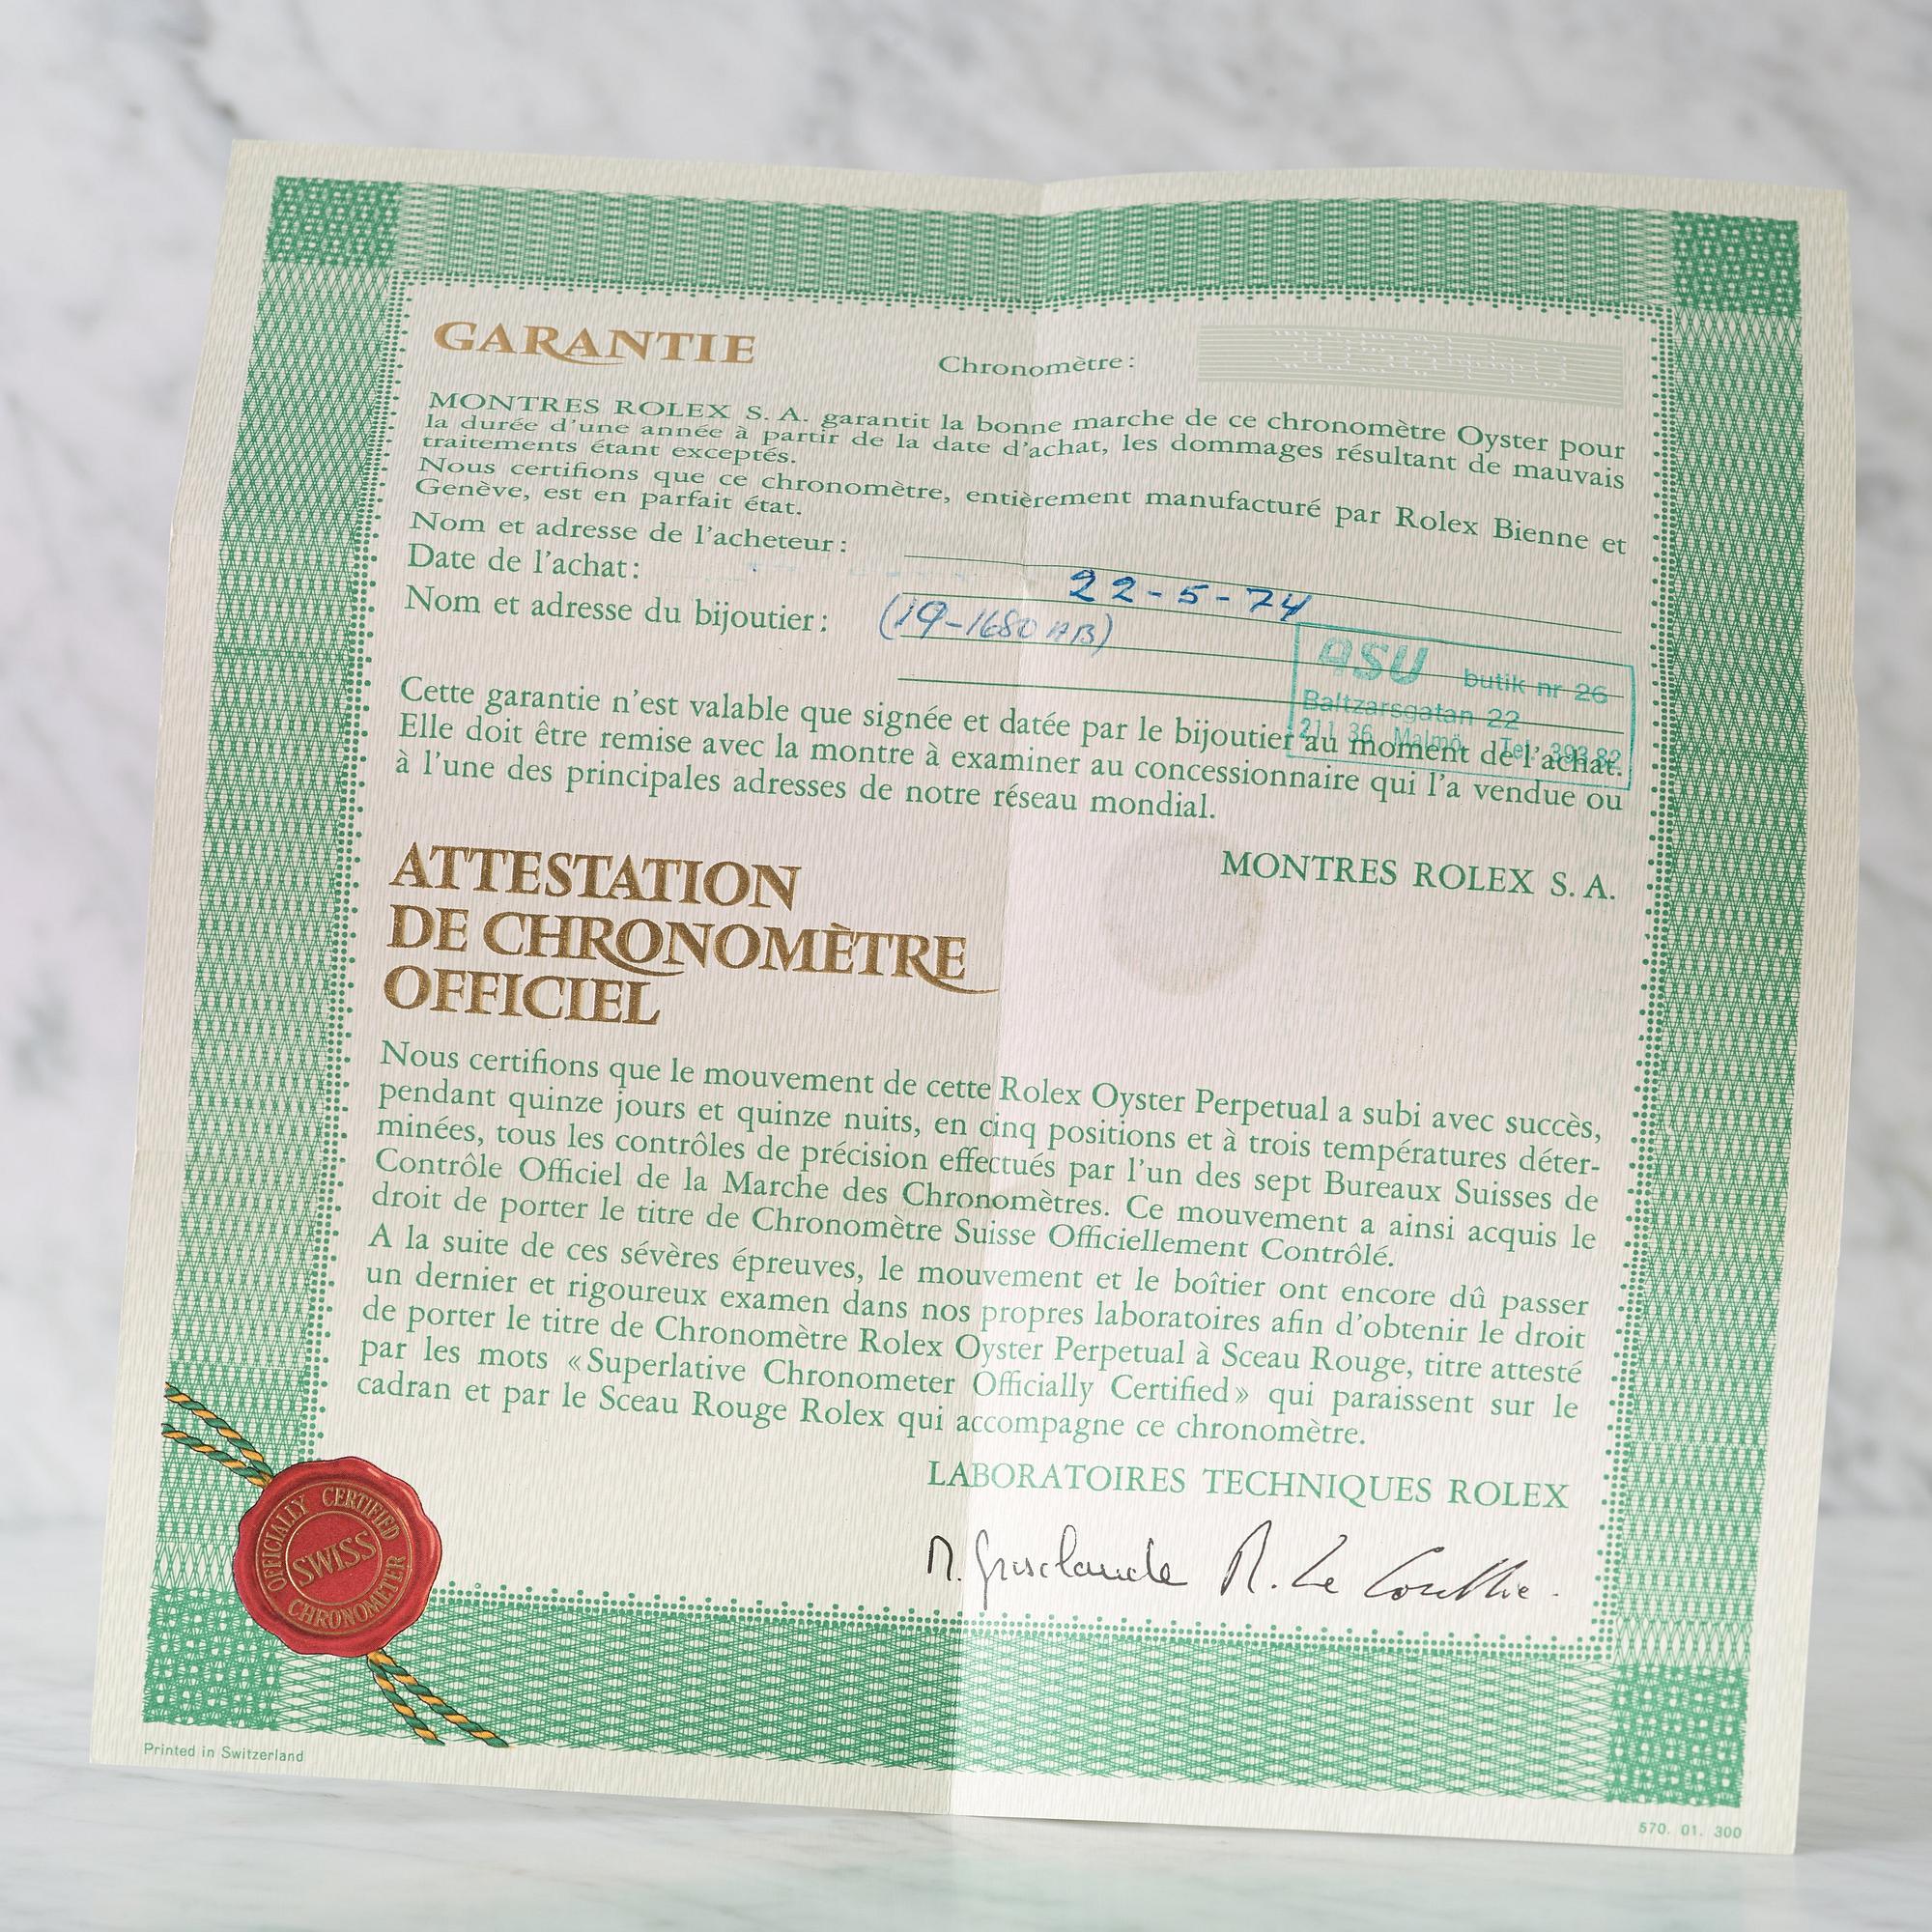 GARANTIE
Chronomètre:
MONTRES ROLEX S. A. garantit la bonne marche de ce chronomètre Oyster pour
la durée d'une année à partir de la date d'achat, les dommages résultant de mauvais
traitements étant exceptés.
Nous certifions que ce chronomètre, entièrement manufacturé par Rolex Bienne et
Genève, est en parfait état.
Nom et adresse de l'acheteur:
Date de l'achat: 22-5-74
Nom et adresse du bijoutier: (19-1680 AB)
butik nr 26
Baltzarsgatan 22
211 36 Malmö Tel. 393 82
Cette garantie n'est valable que signée et datée par le bijoutier au moment de l'achat.
Elle doit être remise avec la montre à examiner au concessionnaire qui l'a vendue ou
à l'une des principales adresses de notre réseau mondial.
MONTRES ROLEX S. A.
ATTESTATION
DE CHRONOMÈTRE
OFFICIEL
Nous certifions que le mouvement de cette Rolex Oyster Perpetual a subi avec succès,
pendant quinze jours et quinze nuits, en cinq positions et à trois températures déter-
minées, tous les contrôles de précision effectués par l'un des sept Bureaux Suisses de
Contrôle Officiel de la Marche des Chronomètres. Ce mouvement a ainsi acquis le
droit de porter le titre de Chronomètre Suisse Officiellement Contrôlé.
A la suite de ces sévères épreuves, le mouvement et le boîtier ont encore dû passer
un dernier et rigoureux examen dans nos propres laboratoires afin d'obtenir le droit
de porter le titre de Chronomètre Rolex Oyster Perpetual à Sceau Rouge, titre attesté
par les mots «Superlative Chronometer Officially Certified» qui paraissent sur le
cadran et par le Sceau Rouge Rolex qui accompagne ce chronomètre.
LABORATOIRES TECHNIQUES ROLEX
OFFICIALLY CERTIFIED
SWISS
CHRONOMETER
Printed in Switzerland
570. 01. 300